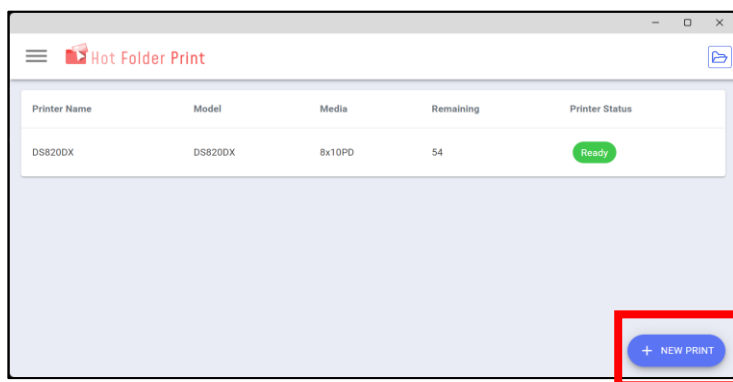 Hot Folder Print
Printer Name Model Media Remaining Printer Status
DS820DX DS820DX 8x10PD 54 Ready
+ NEW PRINT